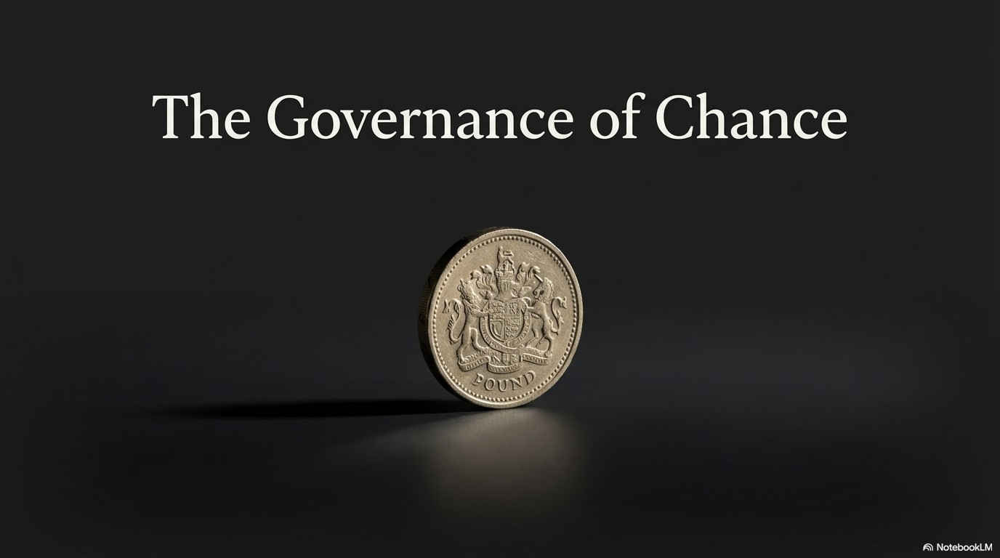 The Governance of Chance
POUND
NotebookLM